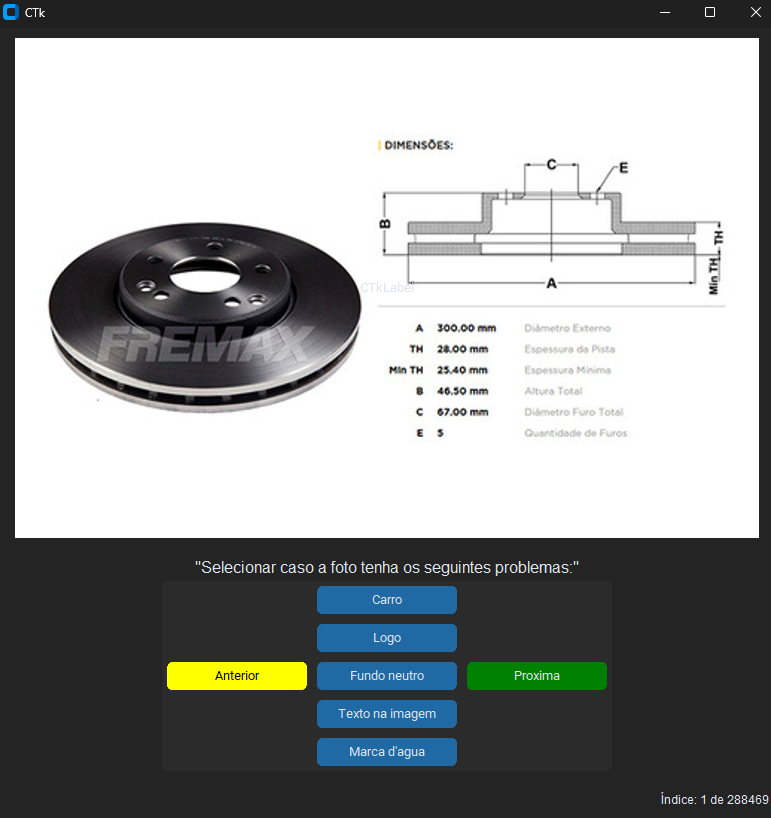 CTk
DIMENSÕES:
C
E
B
TH
Min TH
A
CTkLabel
FREMAX
A 300.00 mm Diâmetro Externo
TH 28.00 mm Espessura da Pista
Min TH 25.40 mm Espessura Mínima
B 46.50 mm Altura Total
C 67.00 mm Diâmetro Furo Total
E 5 Quantidade de Furos
"Selecionar caso a foto tenha os seguintes problemas:"
Carro
Logo
Anterior Fundo neutro Proxima
Texto na imagem
Marca d'agua
Índice: 1 de 288469